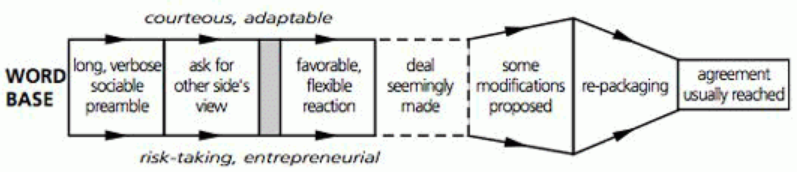 courteous, adaptable
WORD
BASE
long, verbose
sociable
preamble
ask for
other side's
view
favorable,
flexible
reaction
deal
seemingly
made
some
modifications
proposed
re-packaging
agreement
usually reached
risk-taking, entrepreneurial